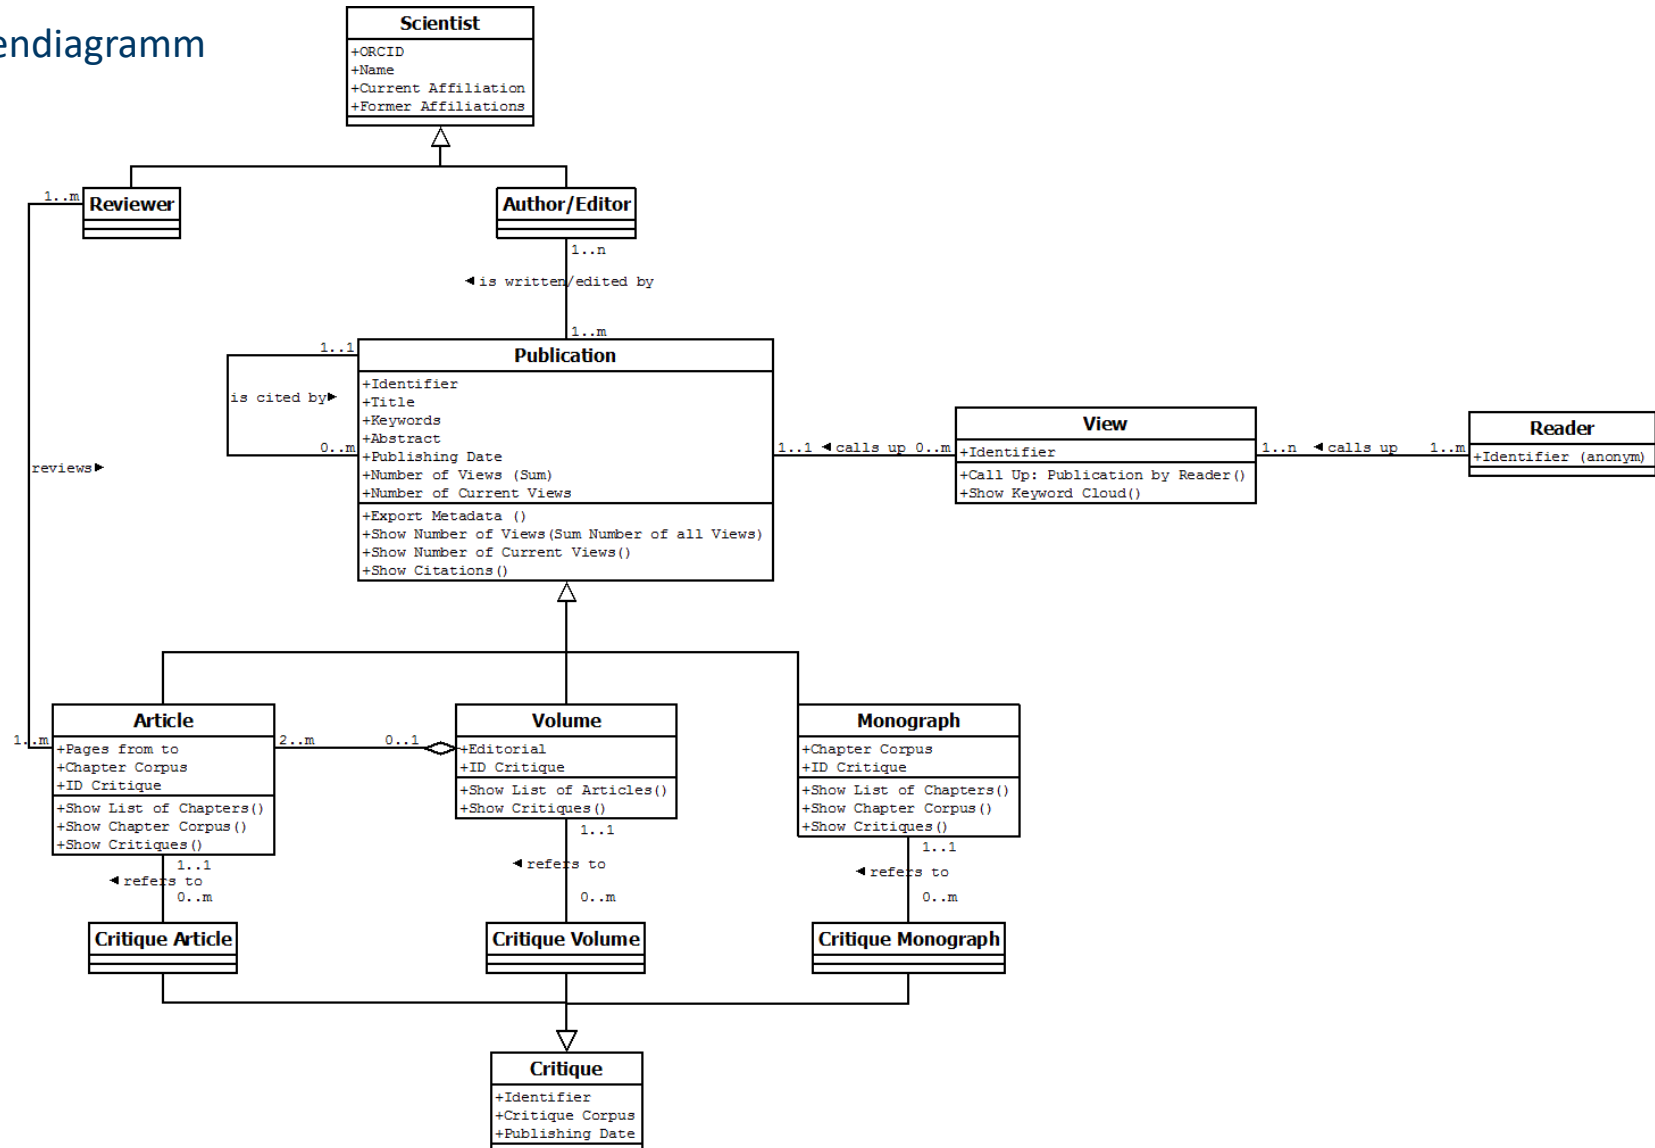 endiagramm
Scientist
+ORCID
+Name
+Current Affiliation
+Former Affiliations
1..m
Reviewer
Author/Editor
1..n
◄ is written/edited by
1..m
1..1
is cited by►
0..m
reviews►
Publication
+Identifier
+Title
+Keywords
+Abstract
+Publishing Date
+Number of Views (Sum)
+Number of Current Views
+Export Metadata ()
+Show Number of Views(Sum Number of all Views)
+Show Number of Current Views()
+Show Citations()
1..1 ◄ calls up 0..m
View
+Identifier
+Call Up: Publication by Reader()
+Show Keyword Cloud()
1..n ◄ calls up 1..m
Reader
+Identifier (anonym)
1..m
Article
+Pages from to
+Chapter Corpus
+ID Critique
+Show List of Chapters()
+Show Chapter Corpus()
+Show Critiques()
2..m 0..1
Volume
+Editorial
+ID Critique
+Show List of Articles()
+Show Critiques()
Monograph
+Chapter Corpus
+ID Critique
+Show List of Chapters()
+Show Chapter Corpus()
+Show Critiques()
1..1
◄ refers to
0..m
1..1
◄ refers to
0..m
1..1
◄ refers to
0..m
Critique Article
Critique Volume
Critique Monograph
Critique
+Identifier
+Critique Corpus
+Publishing Date